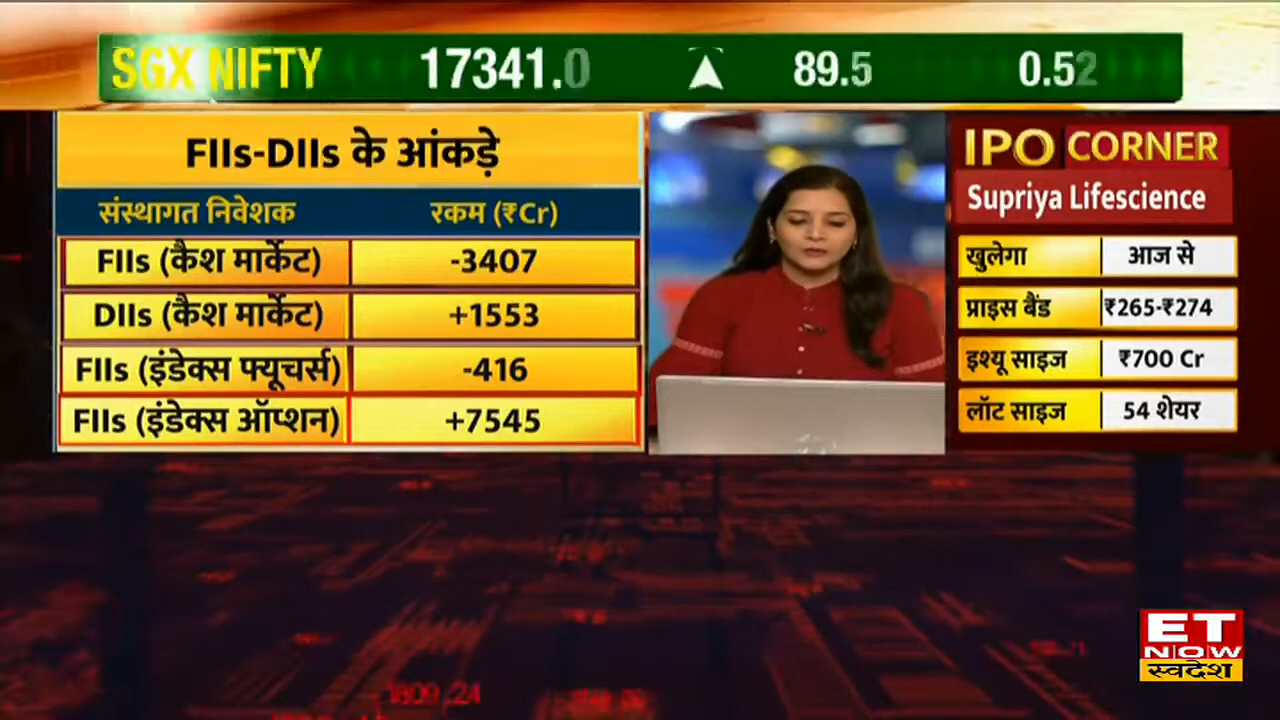 SGX NIFTY 17341.0 89.5 0.52
FIIs-DIIs के आंकड़े
संस्थागत निवेशक रकम (₹Cr)
FIIs (कैश मार्केट) -3407
DIIs (कैश मार्केट) +1553
FIIs (इंडेक्स फ्यूचर्स) -416
FIIs (इंडेक्स ऑप्शन) +7545
IPO CORNER
Supriya Lifescience
खुलेगा आज से
प्राइस बैंड ₹265-₹274
इश्यू साइज ₹700 Cr
लॉट साइज 54 शेयर
ET
NOW
स्वदेश